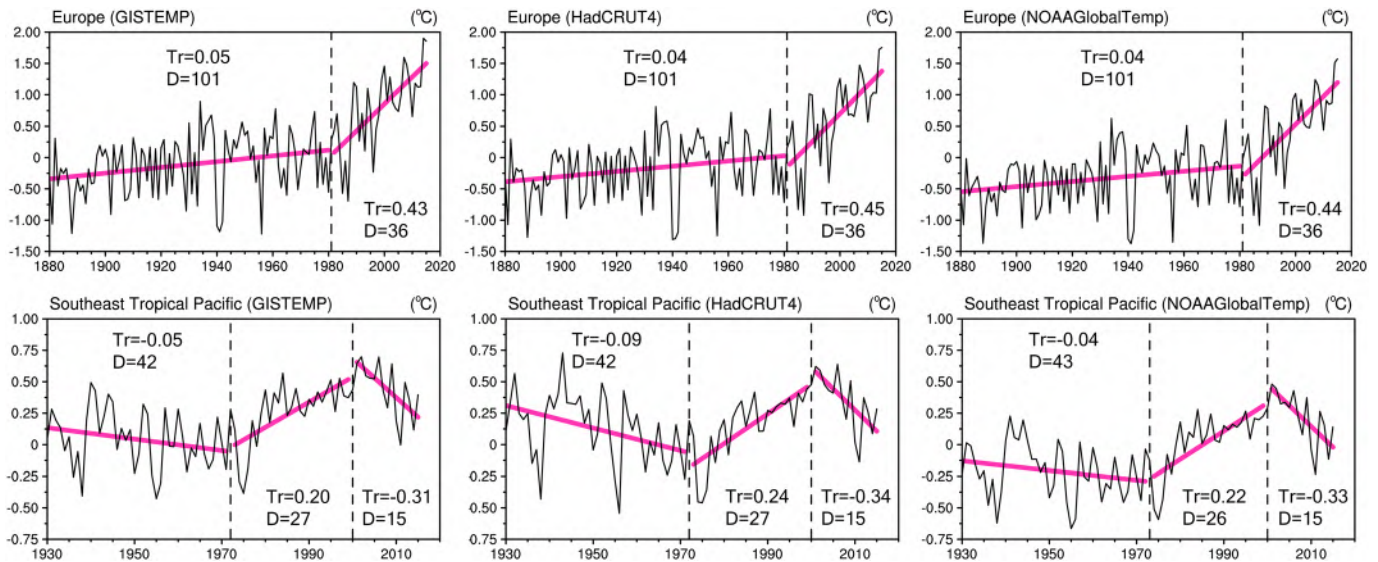 Europe (GISTEMP) (°C)
2.00
1.50
1.00
0.50
0
-0.50
-1.00
-1.50
Tr=0.05
D=101
Tr=0.43
D=36
1880 1900 1920 1940 1960 1980 2000 2020
Europe (HadCRUT4) (°C)
2.00
1.50
1.00
0.50
0
-0.50
-1.00
-1.50
Tr=0.04
D=101
Tr=0.45
D=36
1880 1900 1920 1940 1960 1980 2000 2020
Europe (NOAAGlobalTemp) (°C)
2.00
1.50
1.00
0.50
0
-0.50
-1.00
-1.50
Tr=0.04
D=101
Tr=0.44
D=36
1880 1900 1920 1940 1960 1980 2000 2020
Southeast Tropical Pacific (GISTEMP) (°C)
1.00
0.75
0.50
0.25
0
-0.25
-0.50
-0.75
Tr=-0.05
D=42
Tr=0.20
D=27
Tr=-0.31
D=15
1930 1950 1970 1990 2010
Southeast Tropical Pacific (HadCRUT4) (°C)
1.00
0.75
0.50
0.25
0
-0.25
-0.50
-0.75
Tr=-0.09
D=42
Tr=0.24
D=27
Tr=-0.34
D=15
1930 1950 1970 1990 2010
Southeast Tropical Pacific (NOAAGlobalTemp) (°C)
1.00
0.75
0.50
0.25
0
-0.25
-0.50
-0.75
Tr=-0.04
D=43
Tr=0.22
D=26
Tr=-0.33
D=15
1930 1950 1970 1990 2010